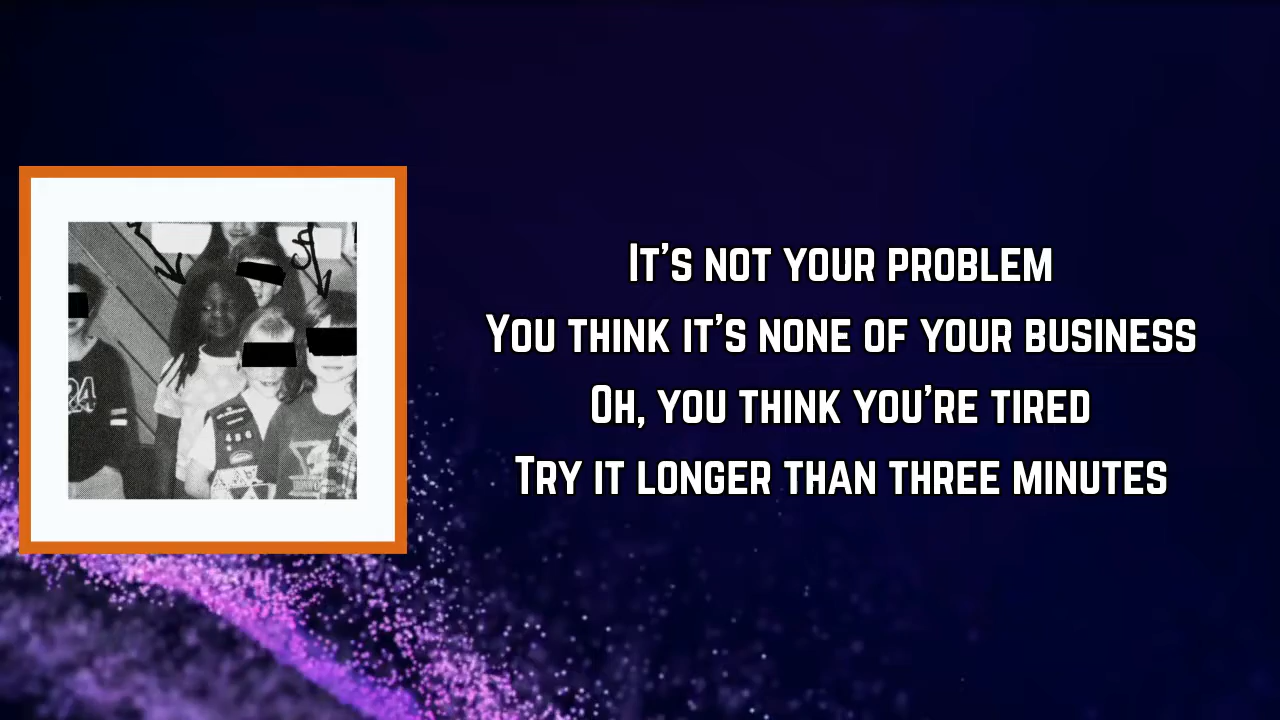 It's not your problem
You think it's none of your business
Oh, you think you're tired
Try it longer than three minutes
24